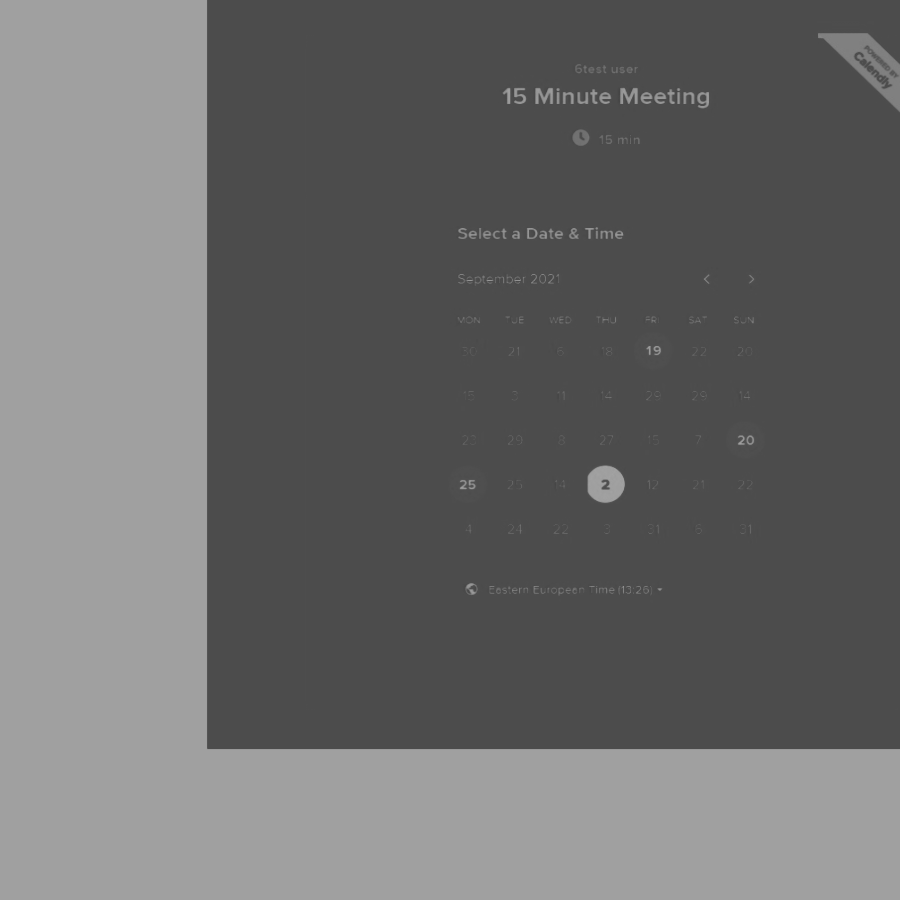 POWERED BY
Calendly
6test user
15 Minute Meeting
15 min
Select a Date & Time
September 2021
MON TUE WED THU FRI SAT SUN
30 21 6 18 19 22 20
15 3 11 14 29 29 14
23 29 8 27 15 7 20
25 25 14 2 12 21 22
4 24 22 3 31 5 31
Eastern European Time (13:26)